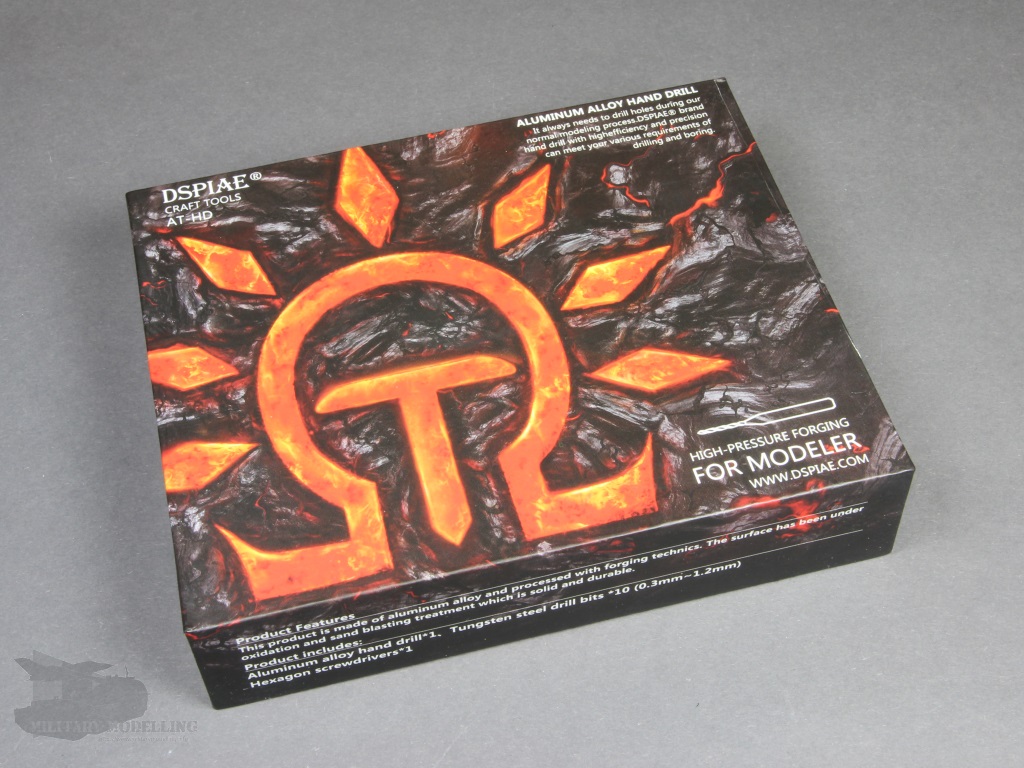 DSPIAE®
CRAFT TOOLS
AT-HD
ALUMINUM ALLOY HAND DRILL
It always needs to drill holes during our
normal modeling process.DSPIAE® brand
hand drill with highefficiency and precision
can meet your various requirements of
drilling and boring.
HIGH-PRESSURE FORGING
FOR MODELER
WWW.DSPIAE.COM
Product Features
This product is made of aluminum alloy and processed with forging technics. The surface has been under
oxidation and sand blasting treatment which is solid and durable.
Product includes:
Aluminum alloy hand drill*1、Tungsten steel drill bits *10 (0.3mm~1.2mm)
Hexagon screwdrivers*1
MILITARY MODELLING